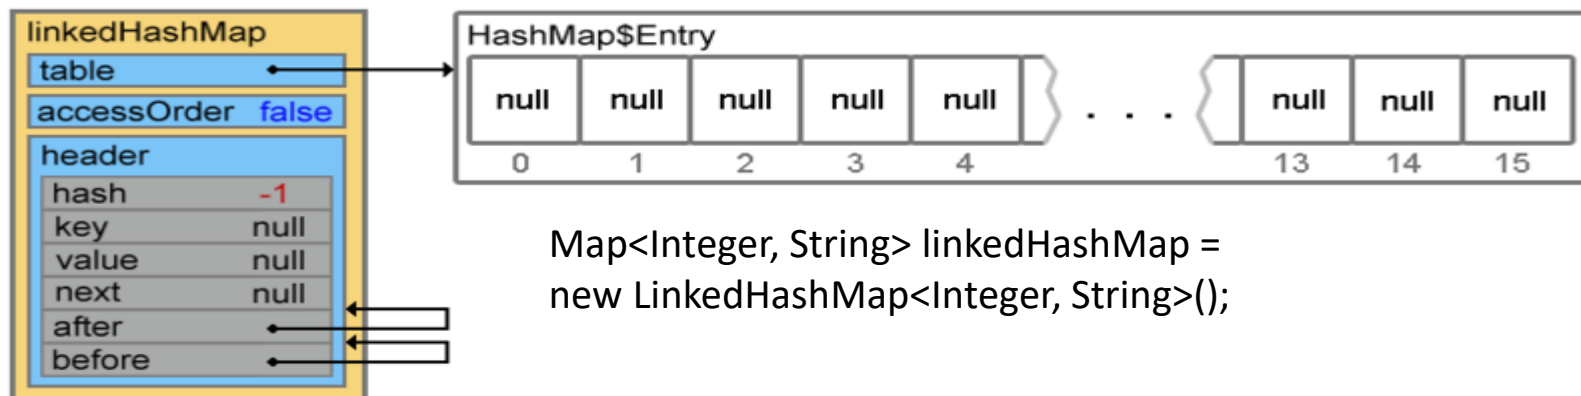 linkedHashMap
table
accessOrder false
header
hash -1
key null
value null
next null
after
before
HashMap$Entry
null null null null null . . . null null null
0 1 2 3 4 13 14 15
Map<Integer, String> linkedHashMap =
new LinkedHashMap<Integer, String>();